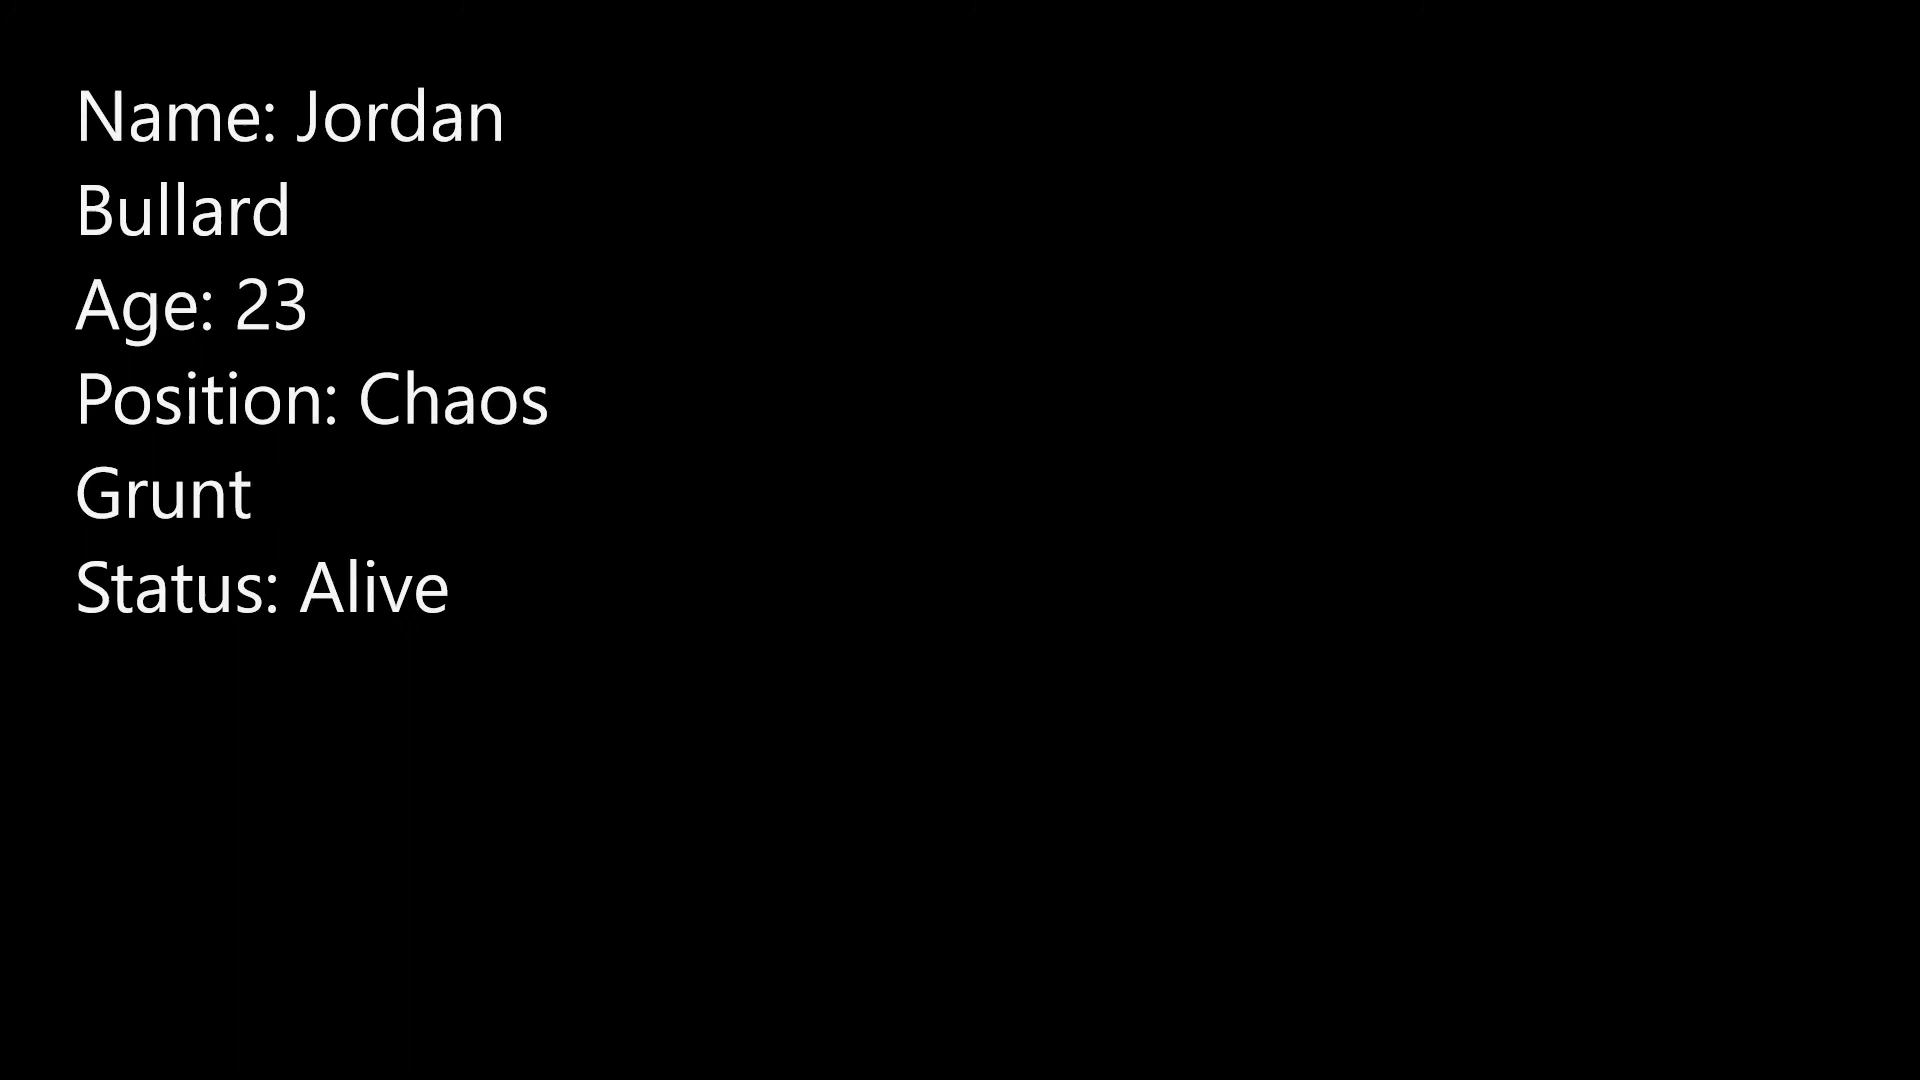 Name: Jordan
Bullard
Age: 23
Position: Chaos
Grunt
Status: Alive